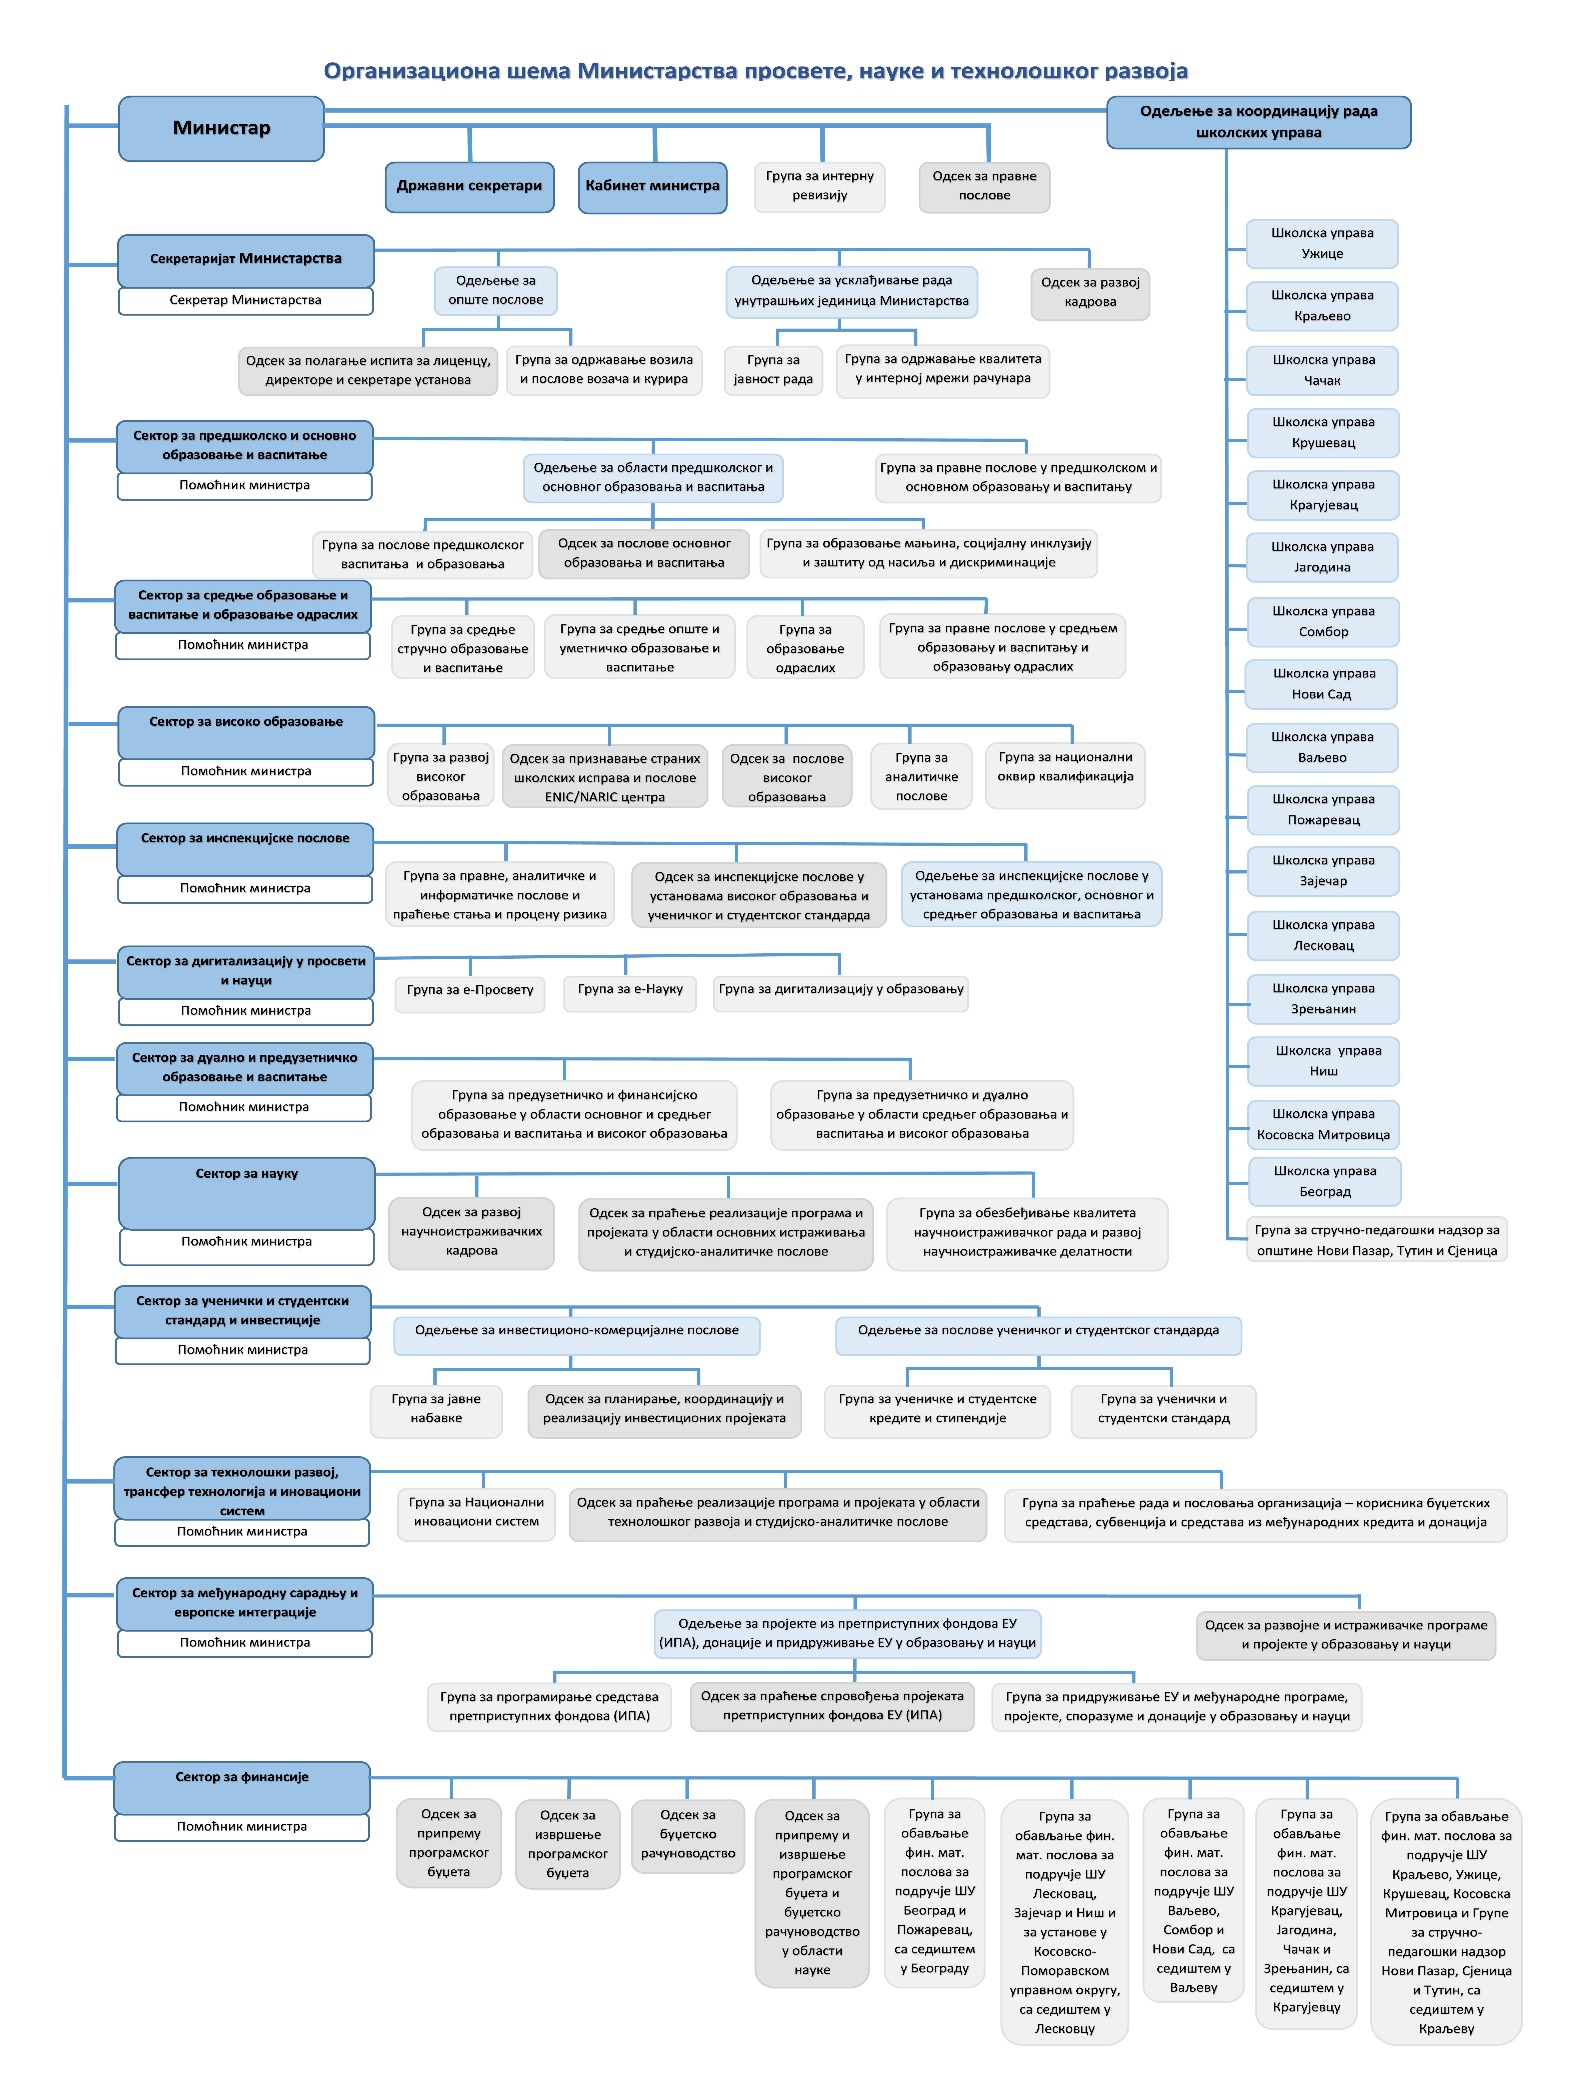 Организациона шема Министарства просвете, науке и технолошког развоја
Министар
Одељење за координацију рада
школских управа
Државни секретари
Кабинет министра
Група за интерну
ревизију
Одсек за правне
послове
Секретаријат Министарства
Секретар Министарства
Одељење за
опште послове
Одељење за усклађивање рада
унутрашњих јединица Министарства
Одсек за развој
кадрова
Одсек за полагање испита за лиценцу,
директоре и секретаре установа
Група за одржавање возила
и послове возача и курира
Група за
јавност рада
Група за одржавање квалитета
у интерној мрежи рачунара
Сектор за предшколско и основно
образовање и васпитање
Помоћник министра
Одељење за области предшколског и
основног образовања и васпитања
Група за правне послове у предшколском и
основном образовању и васпитању
Група за послове предшколског
васпитања и образовања
Одсек за послове основног
образовања и васпитања
Група за образовање мањина, социјалну инклузију
и заштиту од насиља и дискриминације
Сектор за средње образовање и
васпитање и образовање одраслих
Помоћник министра
Група за средње
стручно образовање
и васпитање
Група за средње опште и
уметничко образовање и
васпитање
Група за
образовање
одраслих
Група за правне послове у средњем
образовању и васпитању и
образовању одраслих
Сектор за високо образовање
Помоћник министра
Група за развој
високог
образовања
Одсек за признавање страних
школских исправа и послове
ENIC/NARIC центра
Одсек за послове
високог
образовања
Група за
аналитичке
послове
Група за национални
оквир квалификација
Сектор за инспекцијске послове
Помоћник министра
Група за правне, аналитичке и
информатичке послове и
праћење стања и процену ризика
Одсек за инспекцијске послове у
установама високог образовања и
ученичког и студентског стандарда
Одељење за инспекцијске послове у
установама предшколског, основног и
средњег образовања и васпитања
Сектор за дигитализацију у просвети
и науци
Помоћник министра
Група за е-Просвету
Група за е-Науку
Група за дигитализацију у образовању
Сектор за дуално и предузетничко
образовање и васпитање
Помоћник министра
Група за предузетничко и финансијско
образовање у области основног и средњег
образовања и васпитања и високог образовања
Група за предузетничко и дуално
образовање у области средњег образовања и
васпитања и високог образовања
Сектор за науку
Помоћник министра
Одсек за развој
научноистраживачких
кадрова
Одсек за праћење реализације програма и
пројеката у области основних истраживања
и студијско-аналитичке послове
Група за обезбеђивање квалитета
научноистраживачког рада и развој
научноистраживачке делатности
Сектор за ученички и студентски
стандард и инвестиције
Помоћник министра
Одељење за инвестиционо-комерцијалне послове
Одељење за послове ученичког и студентског стандарда
Група за јавне
набавке
Одсек за планирање, координацију и
реализацију инвестиционих пројеката
Група за ученичке и студентске
кредите и стипендије
Група за ученички и
студентски стандард
Сектор за технолошки развој,
трансфер технологија и иновациони
систем
Помоћник министра
Група за Национални
иновациони систем
Одсек за праћење реализације програма и пројеката у области
технолошког развоја и студијско-аналитичке послове
Група за праћење рада и пословања организација – корисника буџетских
средстава, субвенција и средстава из међународних кредита и донација
Сектор за међународну сарадњу и
европске интеграције
Помоћник министра
Одељење за пројекте из претприступних фондова ЕУ
(ИПА), донације и придруживање ЕУ у образовању и науци
Одсек за развојне и истраживачке програме
и пројекте у образовању и науци
Група за програмирање средстава
претприступних фондова (ИПА)
Одсек за праћење спровођења пројеката
претприступних фондова ЕУ (ИПА)
Група за придруживање ЕУ и међународне програме,
пројекте, споразуме и донације у образовању и науци
Сектор за финансије
Помоћник министра
Одсек за
припрему
програмског
буџета
Одсек за
извршење
програмског
буџета
Одсек за
буџетско
рачуноводство
Одсек за
припрему и
извршење
програмског
буџета и
буџетско
рачуноводство
у области
науке
Група за
обављање
фин. мат.
послова за
подручје ШУ
Београд и
Пожаревац,
са седиштем
у Београду
Група за
обављање фин.
мат. послова за
подручје ШУ
Лесковац,
Зајечар и Ниш и
за установе у
Косовско-
Поморавском
управном округу,
са седиштем у
Лесковцу
Група за
обављање
фин. мат.
послова за
подручје ШУ
Ваљево,
Сомбор и
Нови Сад, са
седиштем у
Ваљеву
Група за
обављање
фин. мат.
послова за
подручје ШУ
Крагујевац,
Јагодина,
Чачак и
Зрењанин, са
седиштем у
Крагујевцу
Група за обављање
фин. мат. послова за
подручје ШУ
Краљево, Ужице,
Крушевац, Косовска
Митровица и Групе
за стручно-
педагошки надзор
Нови Пазар, Сјеница
и Тутин, са
седиштем у
Краљеву
Школска управа
Ужице
Школска управа
Краљево
Школска управа
Чачак
Школска управа
Крушевац
Школска управа
Крагујевац
Школска управа
Јагодина
Школска управа
Сомбор
Школска управа
Нови Сад
Школска управа
Ваљево
Школска управа
Пожаревац
Школска управа
Зајечар
Школска управа
Лесковац
Школска управа
Зрењанин
Школска управа
Ниш
Школска управа
Косовска Митровица
Школска управа
Београд
Група за стручно-педагошки надзор за
општине Нови Пазар, Тутин и Сјеница